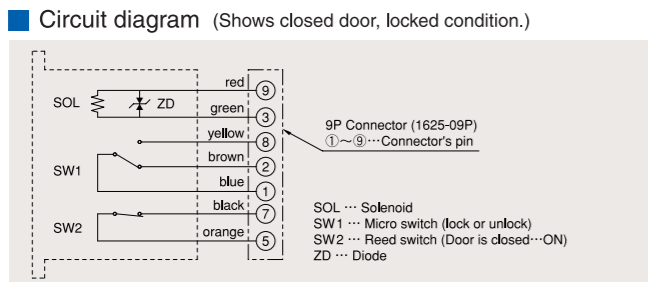 Circuit diagram (Shows closed door, locked condition.)
red
9
SOL
ZD
green
3
yellow
8
brown
2
SW1
blue
1
black
7
SW2
orange
5
9P Connector (1625-09P)
①～⑨⋯Connector's pin
SOL ⋯ Solenoid
SW1 ⋯ Micro switch (lock or unlock)
SW2 ⋯ Reed switch (Door is closed⋯ON)
ZD ⋯ Diode